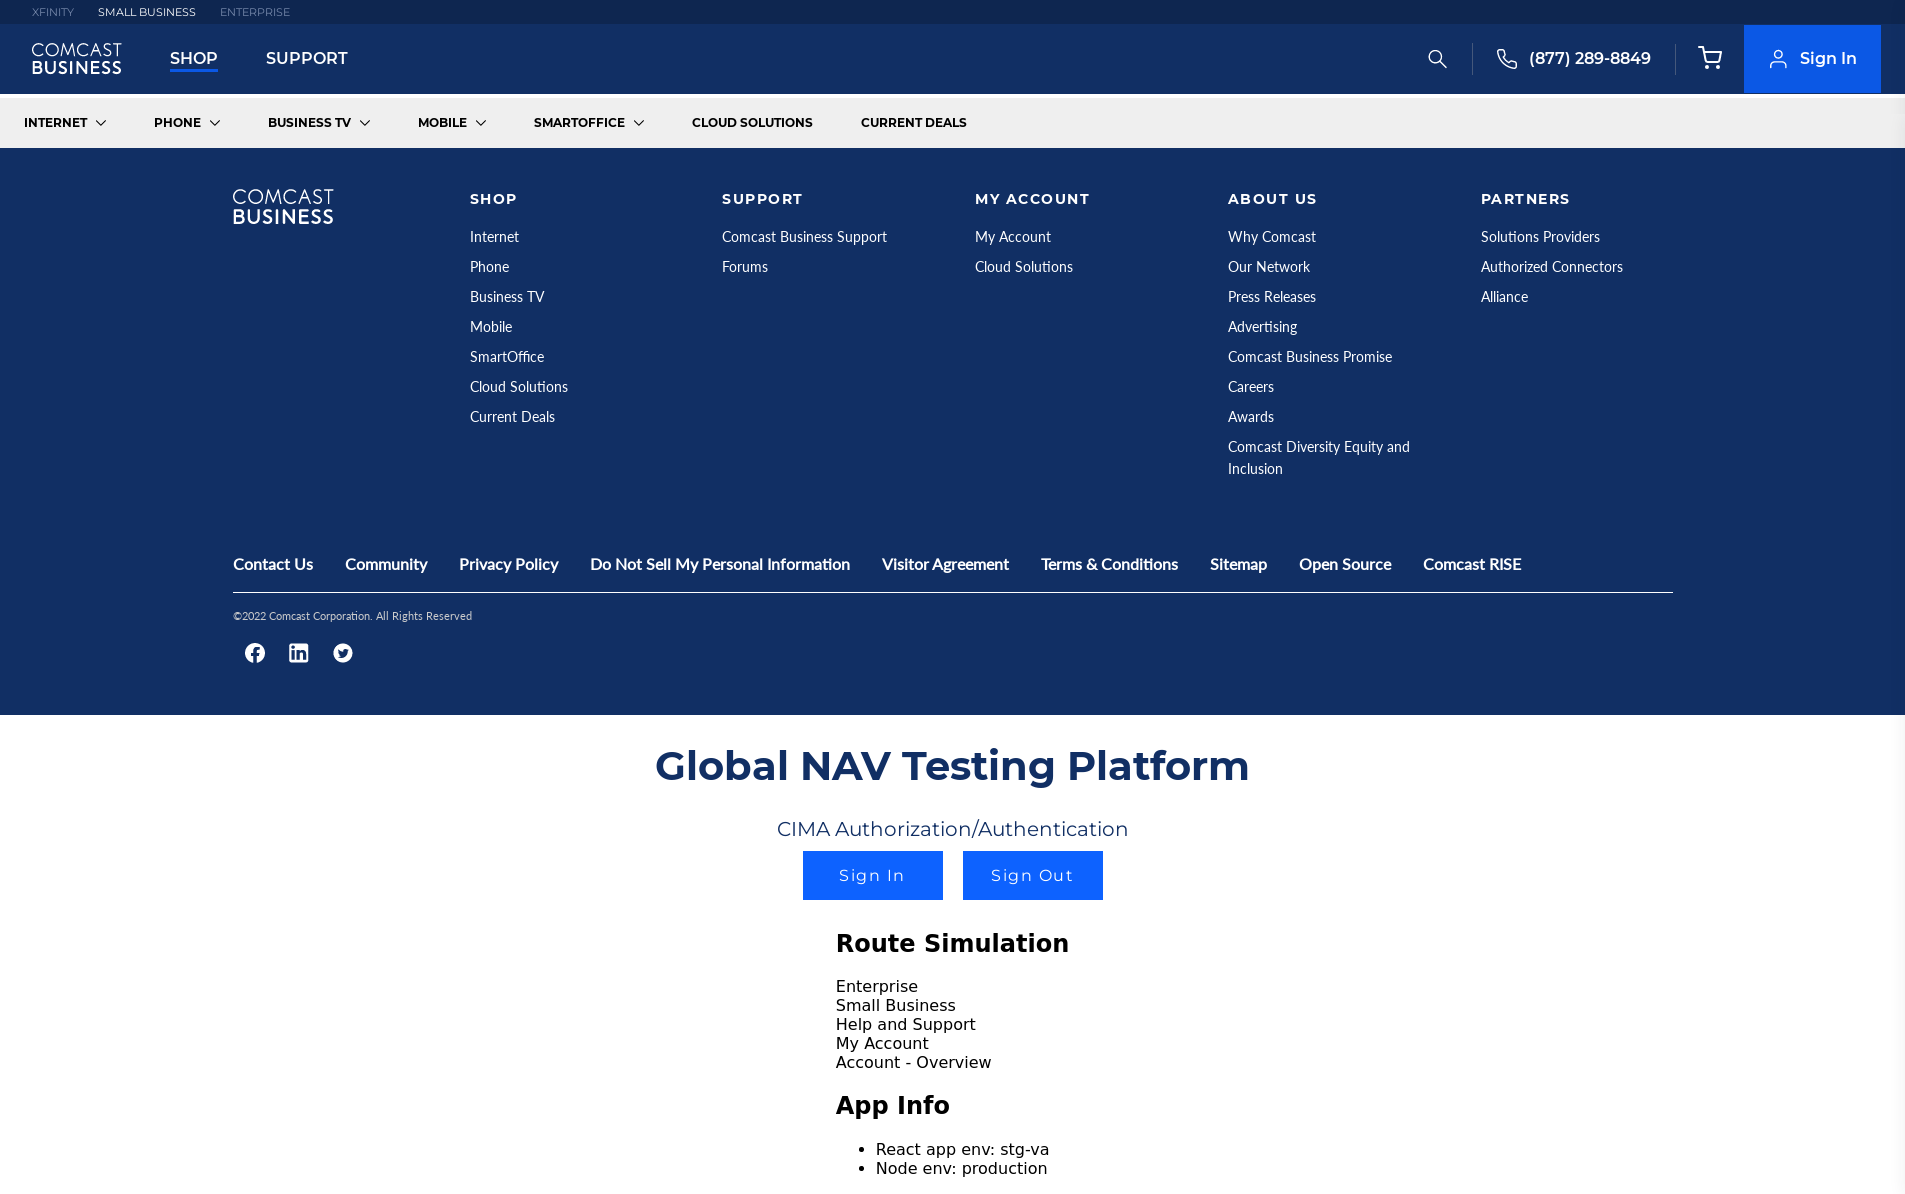 XFINITY SMALL BUSINESS ENTERPRISE
COMCAST
BUSINESS
SHOP SUPPORT (877) 289-8849 Sign In
INTERNET PHONE BUSINESS TV MOBILE SMARTOFFICE CLOUD SOLUTIONS CURRENT DEALS
COMCAST
BUSINESS
SHOP
Internet
Phone
Business TV
Mobile
SmartOffice
Cloud Solutions
Current Deals
SUPPORT
Comcast Business Support
Forums
MY ACCOUNT
My Account
Cloud Solutions
ABOUT US
Why Comcast
Our Network
Press Releases
Advertising
Comcast Business Promise
Careers
Awards
Comcast Diversity Equity and
Inclusion
PARTNERS
Solutions Providers
Authorized Connectors
Alliance
Contact Us Community Privacy Policy Do Not Sell My Personal Information Visitor Agreement Terms & Conditions Sitemap Open Source Comcast RISE
©2022 Comcast Corporation. All Rights Reserved
Global NAV Testing Platform
CIMA Authorization/Authentication
Sign In Sign Out
Route Simulation
Enterprise
Small Business
Help and Support
My Account
Account - Overview
App Info
• React app env: stg-va
• Node env: production